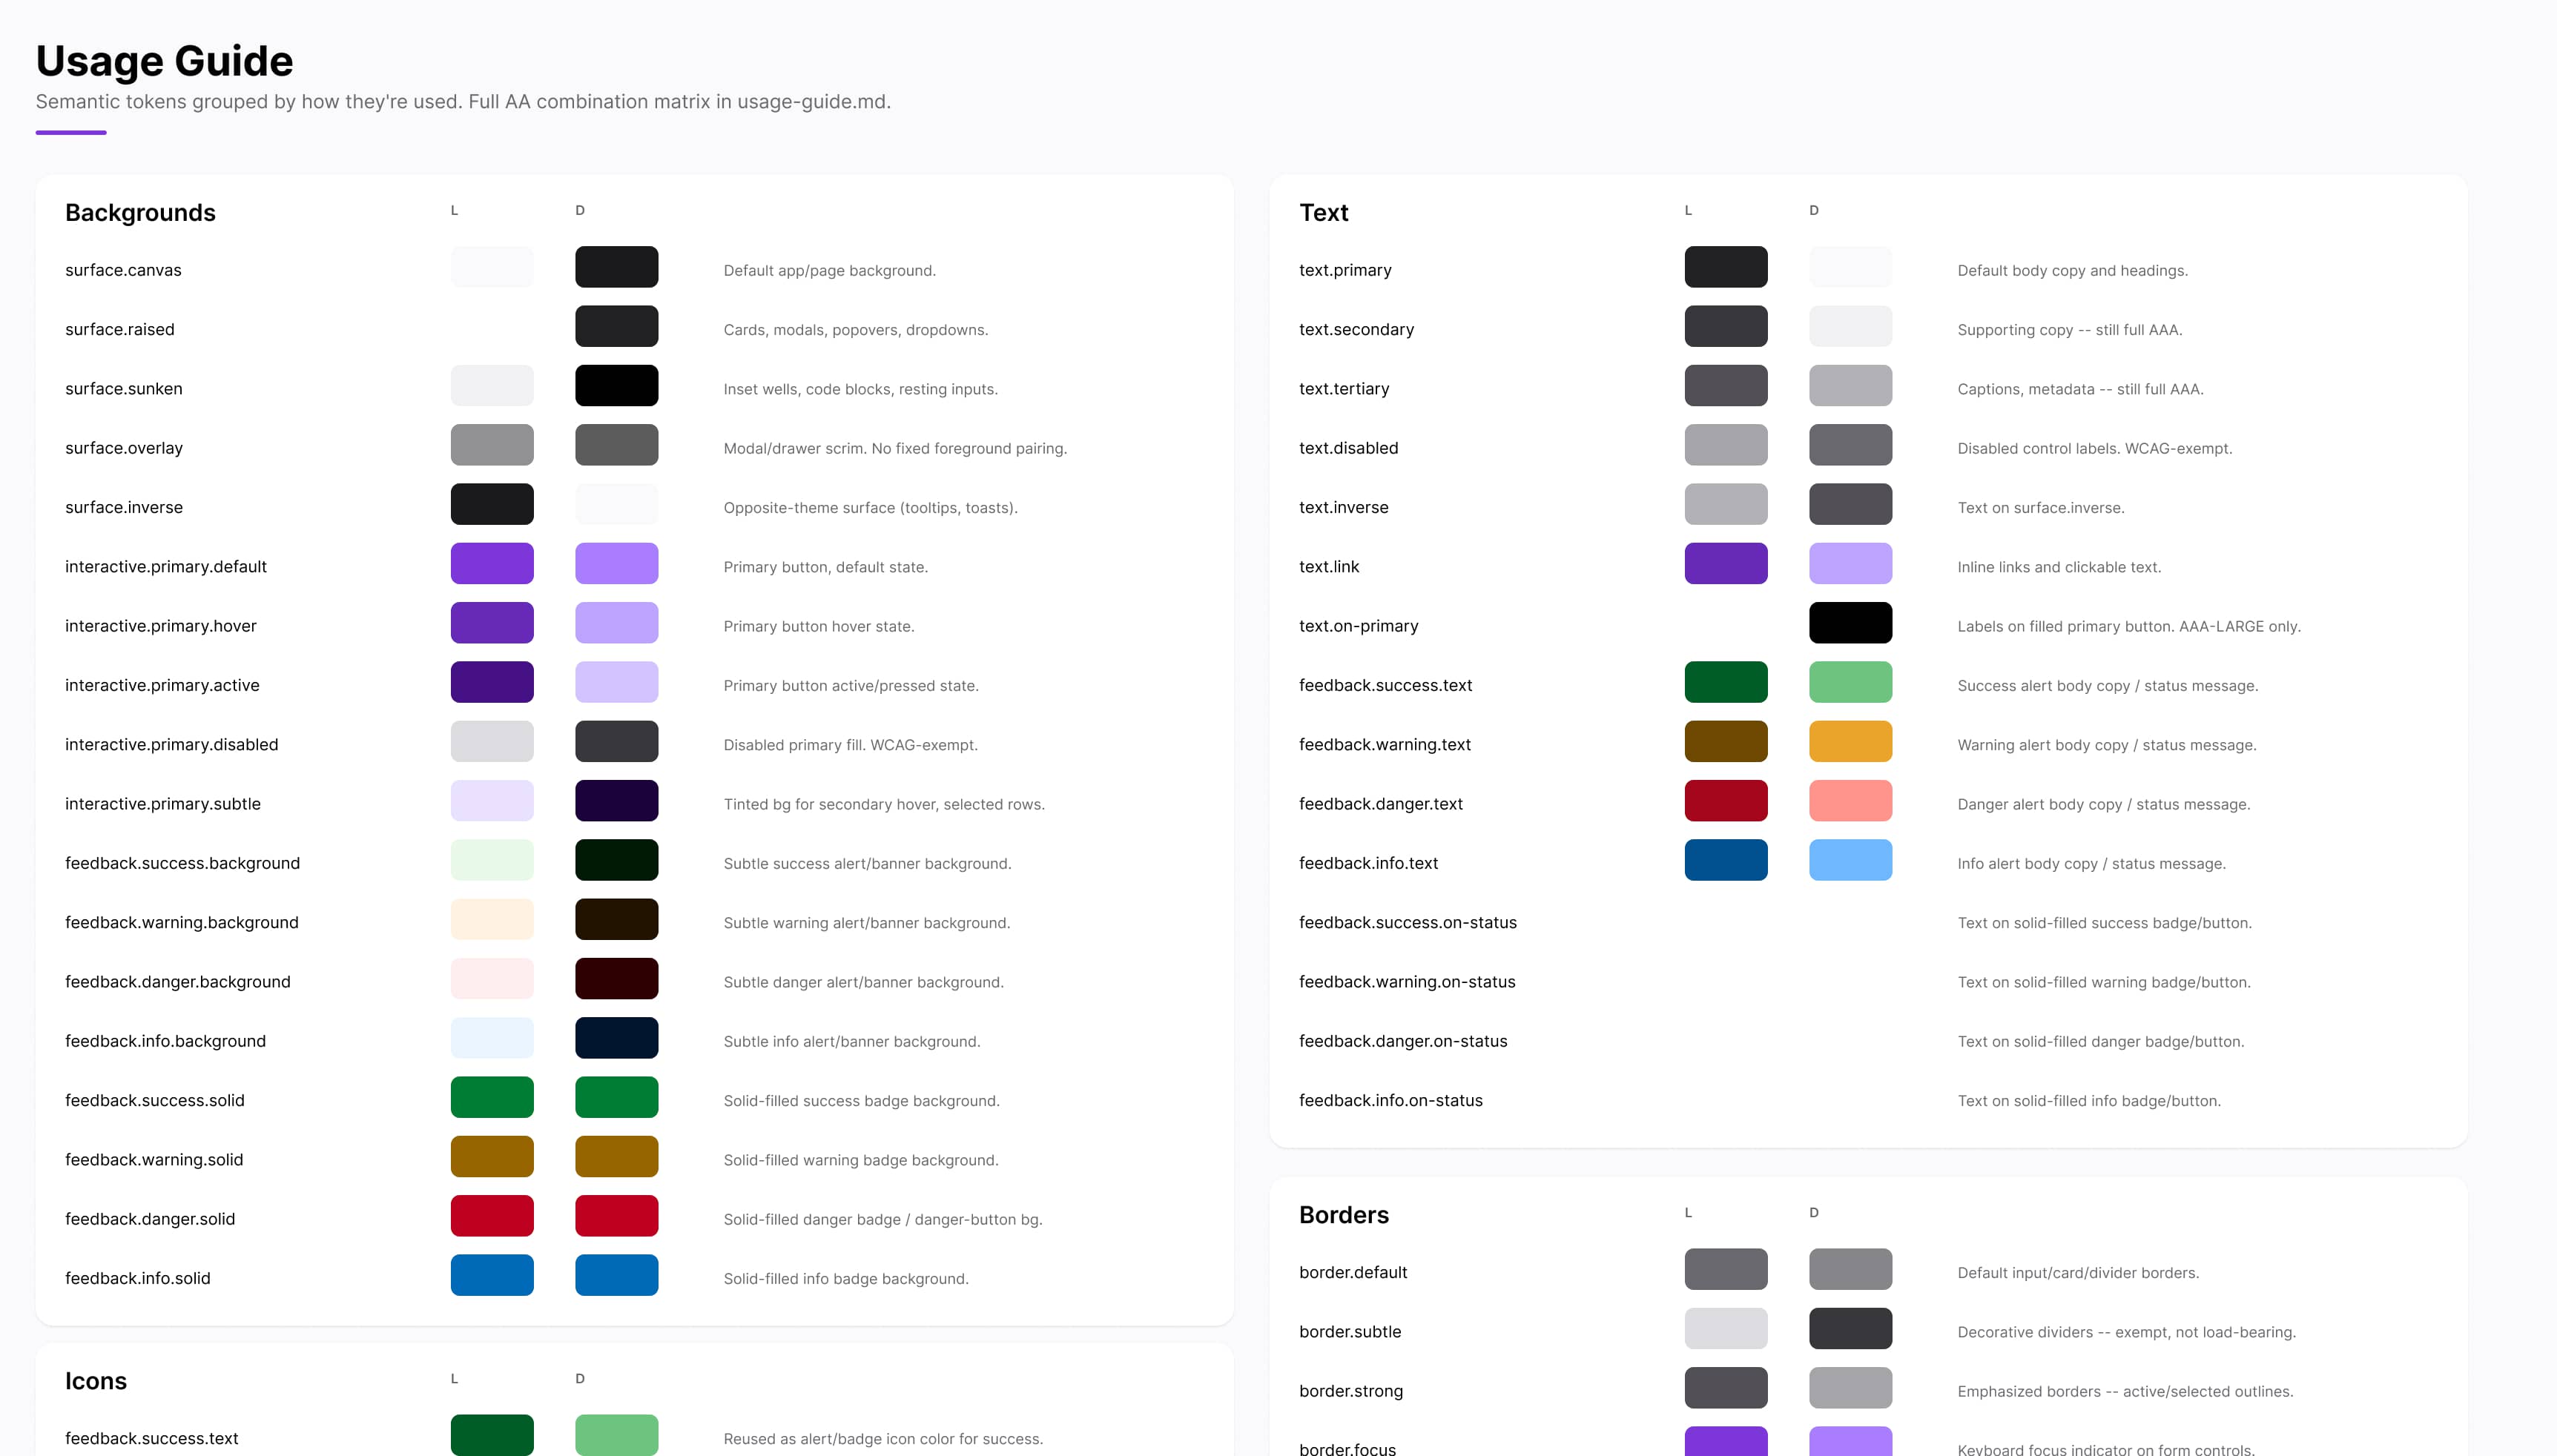 Usage Guide
Semantic tokens grouped by how they're used. Full AA combination matrix in usage-guide.md.
Backgrounds L D
surface.canvas Default app/page background.
surface.raised Cards, modals, popovers, dropdowns.
surface.sunken Inset wells, code blocks, resting inputs.
surface.overlay Modal/drawer scrim. No fixed foreground pairing.
surface.inverse Opposite-theme surface (tooltips, toasts).
interactive.primary.default Primary button, default state.
interactive.primary.hover Primary button hover state.
interactive.primary.active Primary button active/pressed state.
interactive.primary.disabled Disabled primary fill. WCAG-exempt.
interactive.primary.subtle Tinted bg for secondary hover, selected rows.
feedback.success.background Subtle success alert/banner background.
feedback.warning.background Subtle warning alert/banner background.
feedback.danger.background Subtle danger alert/banner background.
feedback.info.background Subtle info alert/banner background.
feedback.success.solid Solid-filled success badge background.
feedback.warning.solid Solid-filled warning badge background.
feedback.danger.solid Solid-filled danger badge / danger-button bg.
feedback.info.solid Solid-filled info badge background.
Icons L D
feedback.success.text Reused as alert/badge icon color for success.
Text L D
text.primary Default body copy and headings.
text.secondary Supporting copy -- still full AAA.
text.tertiary Captions, metadata -- still full AAA.
text.disabled Disabled control labels. WCAG-exempt.
text.inverse Text on surface.inverse.
text.link Inline links and clickable text.
text.on-primary Labels on filled primary button. AAA-LARGE only.
feedback.success.text Success alert body copy / status message.
feedback.warning.text Warning alert body copy / status message.
feedback.danger.text Danger alert body copy / status message.
feedback.info.text Info alert body copy / status message.
feedback.success.on-status Text on solid-filled success badge/button.
feedback.warning.on-status Text on solid-filled warning badge/button.
feedback.danger.on-status Text on solid-filled danger badge/button.
feedback.info.on-status Text on solid-filled info badge/button.
Borders L D
border.default Default input/card/divider borders.
border.subtle Decorative dividers -- exempt, not load-bearing.
border.strong Emphasized borders -- active/selected outlines.
border.focus Keyboard focus indicator on form controls.